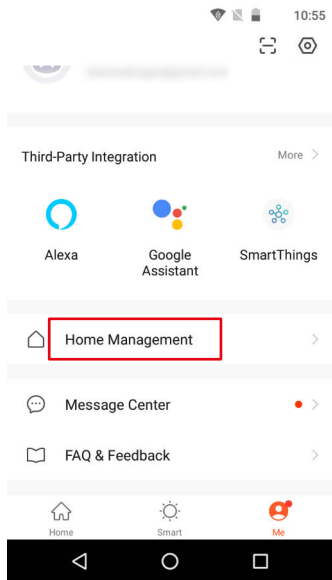 10:55
Third-Party Integration
More
Alexa
Google
Assistant
SmartThings
Home Management
Message Center
FAQ & Feedback
Home
Smart
Me